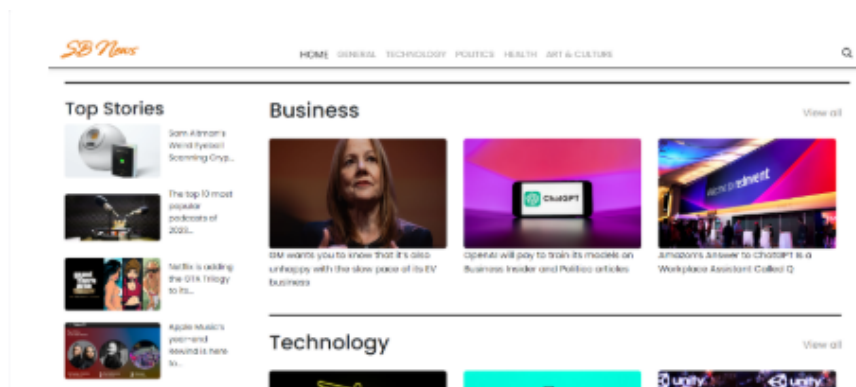 SB News
HOME GENERAL TECHNOLOGY POLITICS HEALTH ART & CULTURE
Top Stories
Sam Altman's
Weird Eyeball
Scanning Cryp...
The top 10 most
popular
podcasts of
2023...
Netflix is adding
the GTA Trilogy
to its...
Apple Music's
year-end
Rewind is here
to...
Business
View all
ChatGPT
GM wants you to know that it's also
unhappy with the slow pace of its EV
business
OpenAI will pay to train its models on
Business Insider and Politico articles
re:Invent
Amazon's Answer to ChatGPT Is a
Workplace Assistant Called Q
Technology
View all
unity
unity